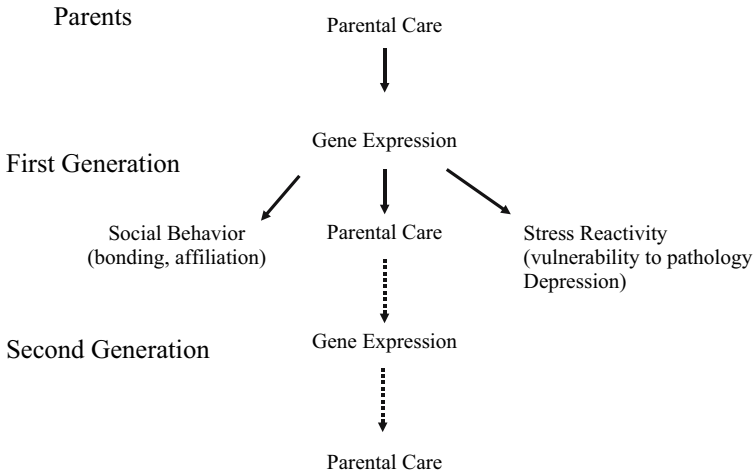 Parents
Parental Care
Gene Expression
First Generation
Social Behavior
(bonding, affiliation)
Parental Care
Stress Reactivity
(vulnerability to pathology
Depression)
Gene Expression
Second Generation
Parental Care